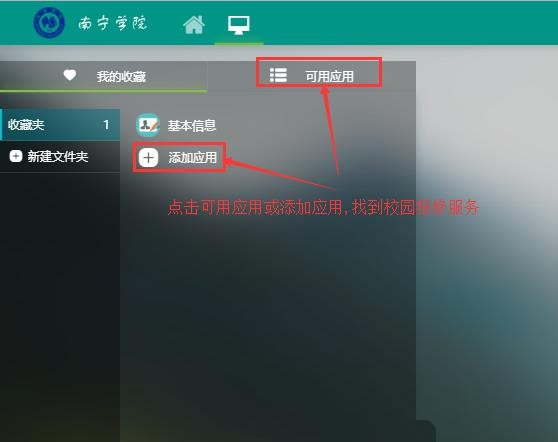 南宁学院
我的收藏
可用应用
收藏夹 1
基本信息
新建文件夹
添加应用
点击可用应用或添加应用,找到校园报修服务